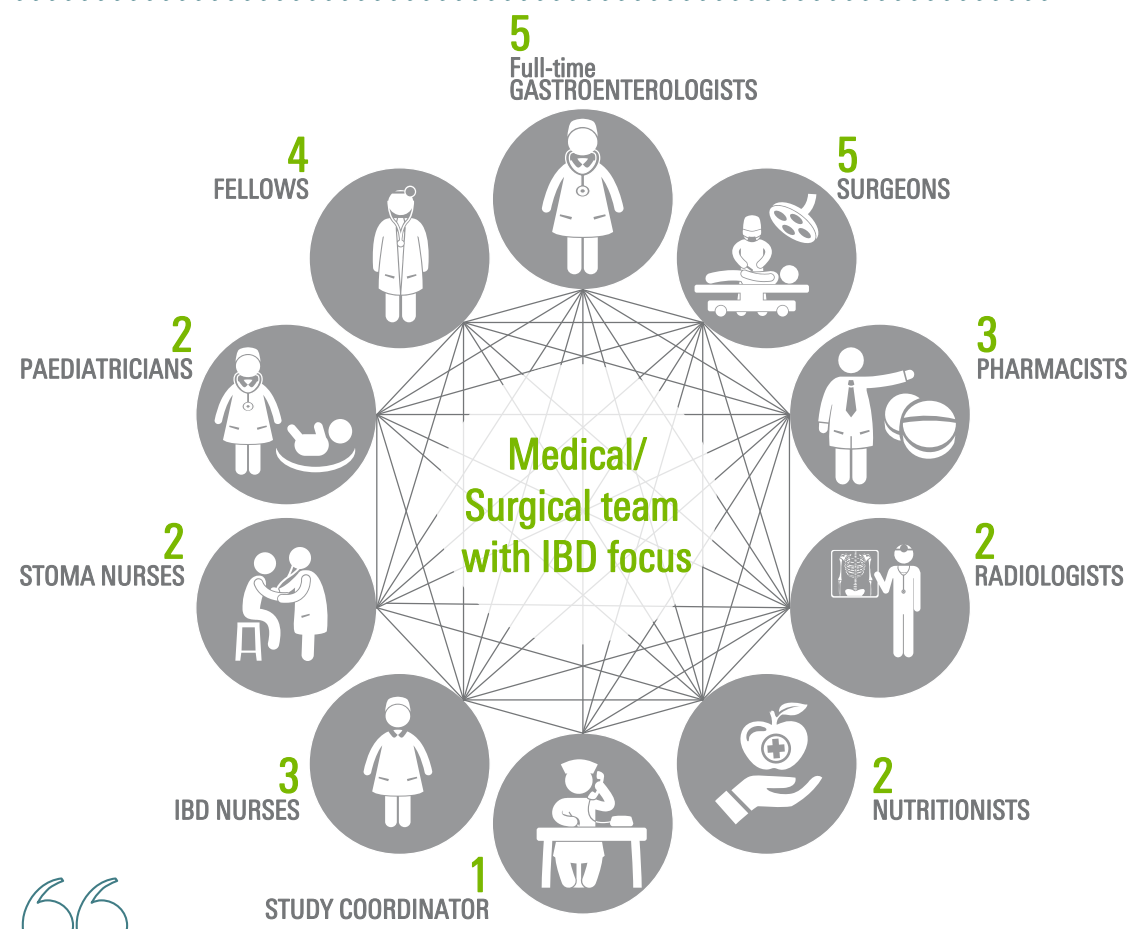 5
Full-time
GASTROENTEROLOGISTS
4
FELLOWS
5
SURGEONS
2
PAEDIATRICIANS
3
PHARMACISTS
Medical/
Surgical team
with IBD focus
2
STOMA NURSES
2
RADIOLOGISTS
3
IBD NURSES
2
NUTRITIONISTS
1
STUDY COORDINATOR